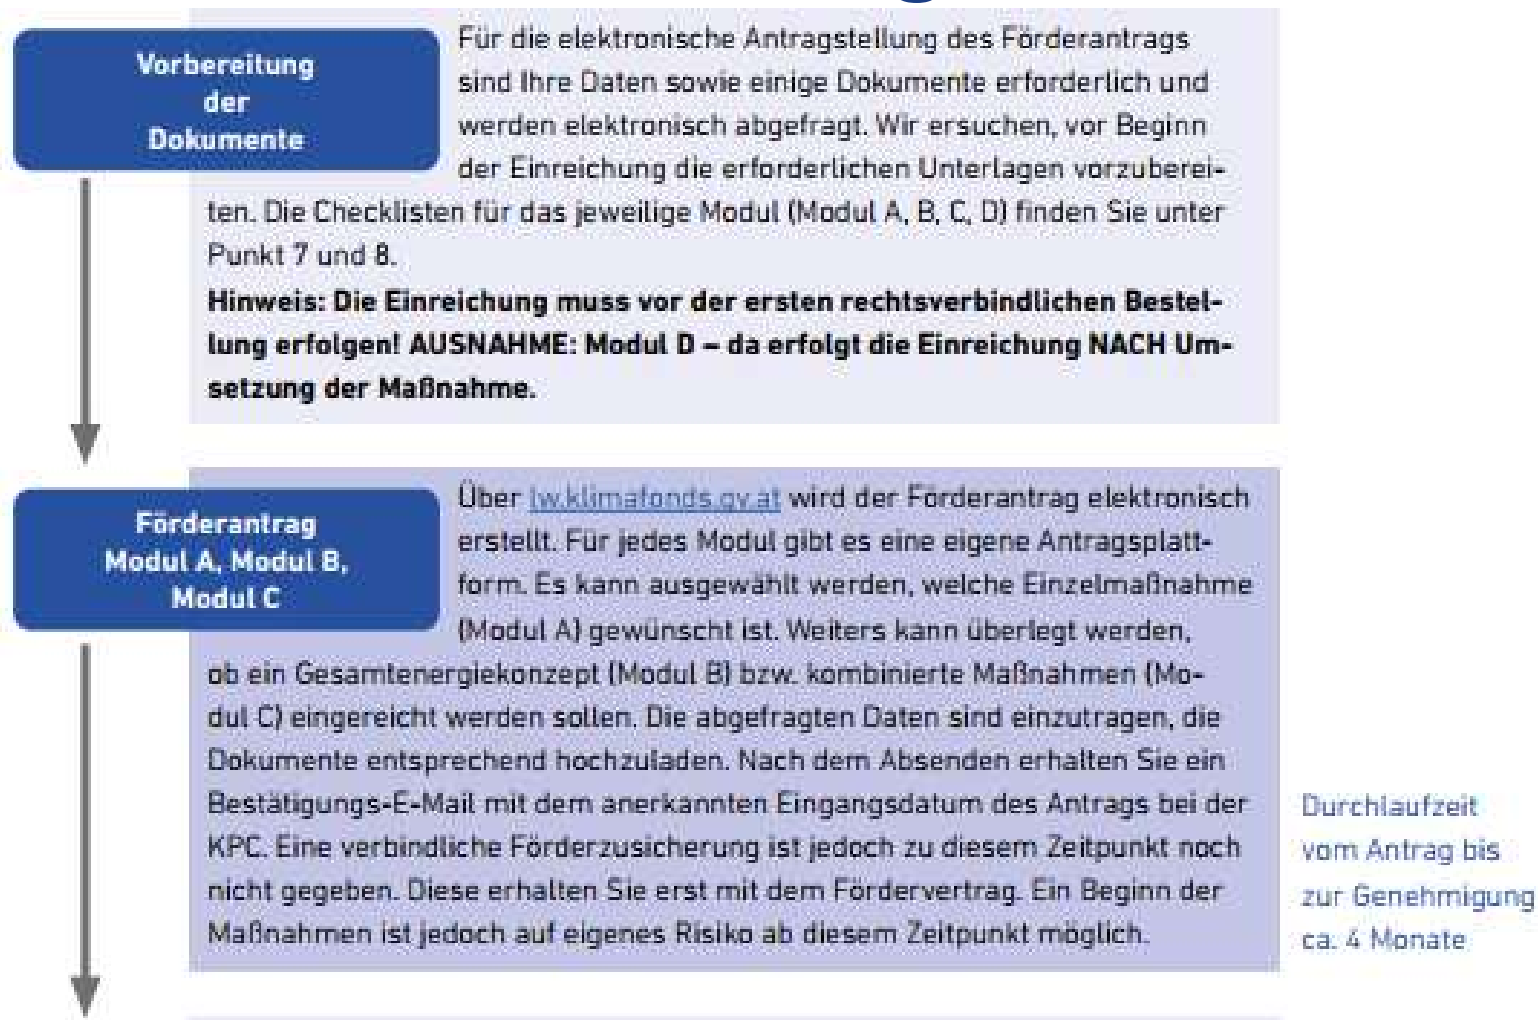 Vorbereitung
der
Dokumente
Für die elektronische Antragstellung des Förderantrags
sind Ihre Daten sowie einige Dokumente erforderlich und
werden elektronisch abgefragt. Wir ersuchen, vor Beginn
der Einreichung die erforderlichen Unterlagen vorzuberei-
ten. Die Checklisten für das jeweilige Modul (Modul A, B, C, D) finden Sie unter
Punkt 7 und 8.
Hinweis: Die Einreichung muss vor der ersten rechtsverbindlichen Bestel-
lung erfolgen! AUSNAHME: Modul D – da erfolgt die Einreichung NACH Um-
setzung der Maßnahme.
Förderantrag
Modul A, Modul B,
Modul C
Über lw.klimafonds.gv.at wird der Förderantrag elektronisch
erstellt. Für jedes Modul gibt es eine eigene Antragsplatt-
form. Es kann ausgewählt werden, welche Einzelmaßnahme
(Modul A) gewünscht ist. Weiters kann überlegt werden,
ob ein Gesamtenergiekonzept (Modul B) bzw. kombinierte Maßnahmen (Mo-
dul C) eingereicht werden sollen. Die abgefragten Daten sind einzutragen, die
Dokumente entsprechend hochzuladen. Nach dem Absenden erhalten Sie ein
Bestätigungs-E-Mail mit dem anerkannten Eingangsdatum des Antrags bei der
KPC. Eine verbindliche Förderzusicherung ist jedoch zu diesem Zeitpunkt noch
nicht gegeben. Diese erhalten Sie erst mit dem Fördervertrag. Ein Beginn der
Maßnahmen ist jedoch auf eigenes Risiko ab diesem Zeitpunkt möglich.
Durchlaufzeit
vom Antrag bis
zur Genehmigung
ca. 4 Monate